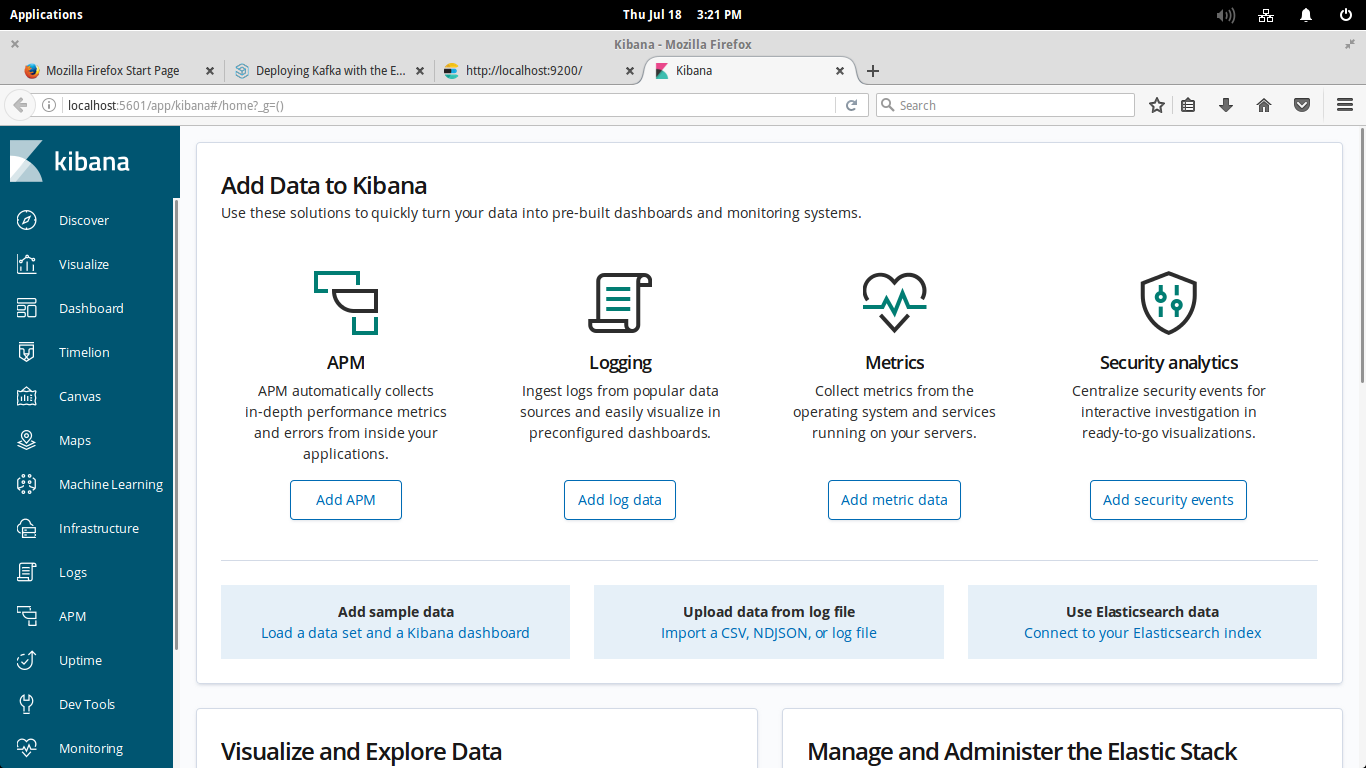 Applications
Thu Jul 18 3:21 PM
Kibana - Mozilla Firefox
Mozilla Firefox Start Page
Deploying Kafka with the E...
http://localhost:9200/
Kibana
localhost:5601/app/kibana#/home?_g=()
Search
kibana
Discover
Visualize
Dashboard
Timelion
Canvas
Maps
Machine Learning
Infrastructure
Logs
APM
Uptime
Dev Tools
Monitoring
Add Data to Kibana
Use these solutions to quickly turn your data into pre-built dashboards and monitoring systems.
APM
APM automatically collects
in-depth performance metrics
and errors from inside your
applications.
Add APM
Logging
Ingest logs from popular data
sources and easily visualize in
preconfigured dashboards.
Add log data
Metrics
Collect metrics from the
operating system and services
running on your servers.
Add metric data
Security analytics
Centralize security events for
interactive investigation in
ready-to-go visualizations.
Add security events
Add sample data
Load a data set and a Kibana dashboard
Upload data from log file
Import a CSV, NDJSON, or log file
Use Elasticsearch data
Connect to your Elasticsearch index
Visualize and Explore Data
Manage and Administer the Elastic Stack